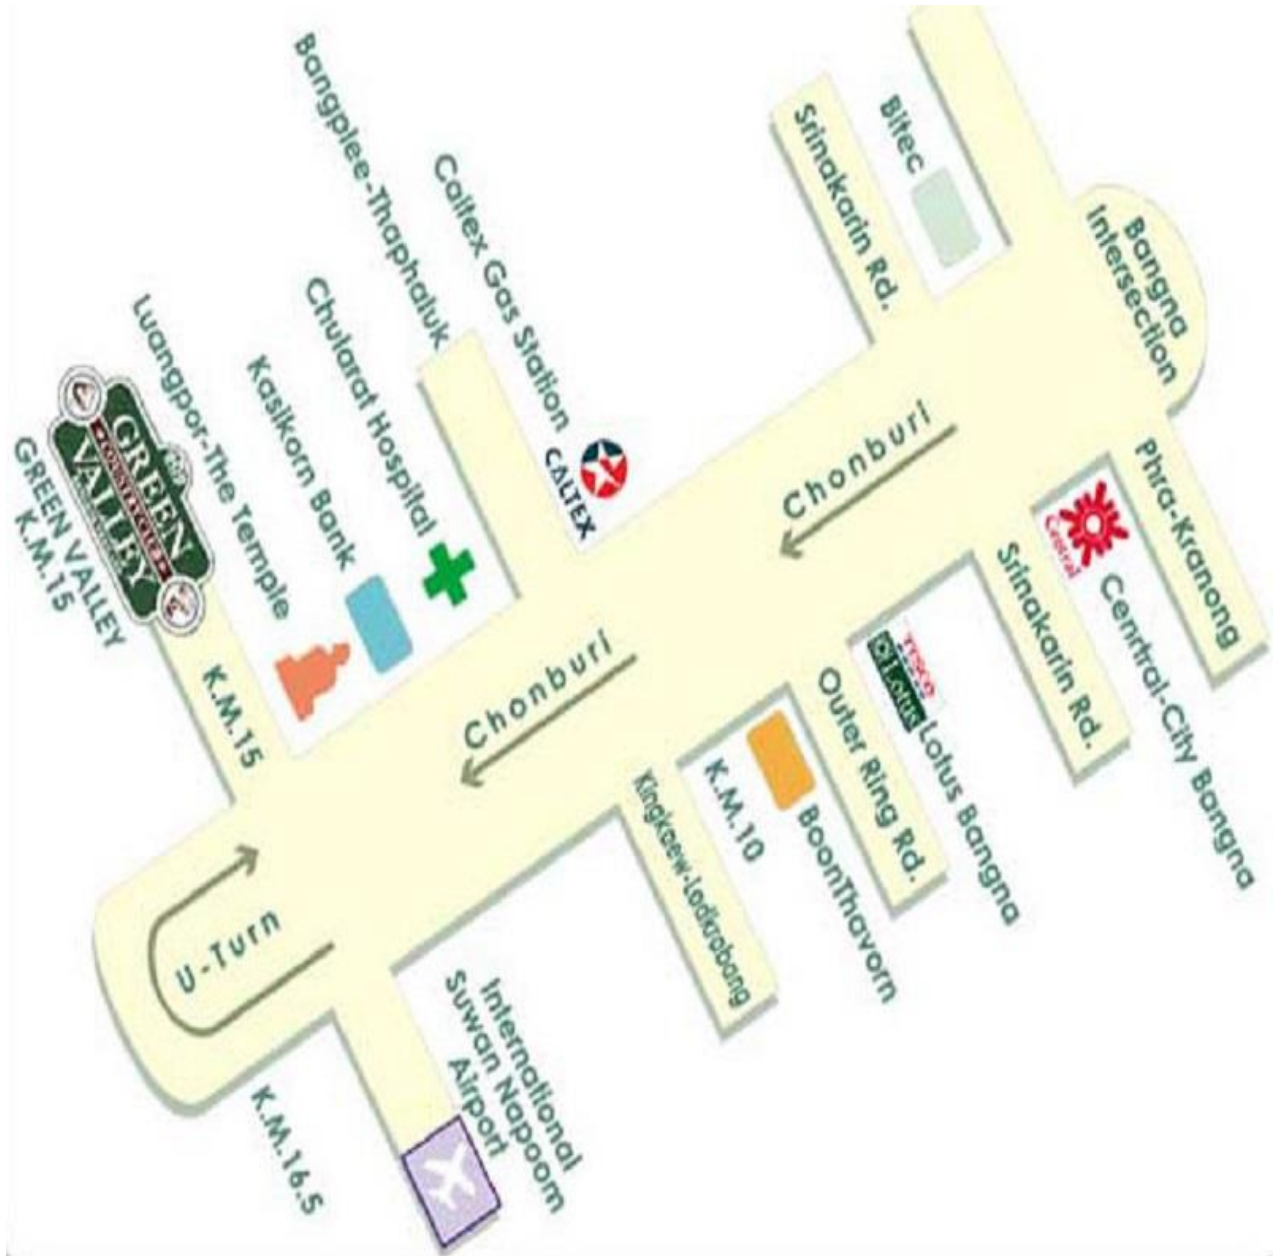 Bangplee-Thaphaluk
Caltex Gas Station
CALTEX
Srinakarin Rd.
Bitec
Bangna
Intersection
Luangpor-The Temple
Kasikorn Bank
Chularat Hospital
GREEN
VALLEY
GREEN VALLEY
K.M.15
K.M.15
Chonburi
Chonburi
Phra-Kranong
Central
Cenrtral-City Bangna
Srinakarin Rd.
TESCO
Lotus
Lotus Bangna
Outer Ring Rd.
BoonThavorn
K.M.10
Kingkaew-Ladkrabang
U-Turn
International
Suwan Napoom
Airport
K.M.16.5